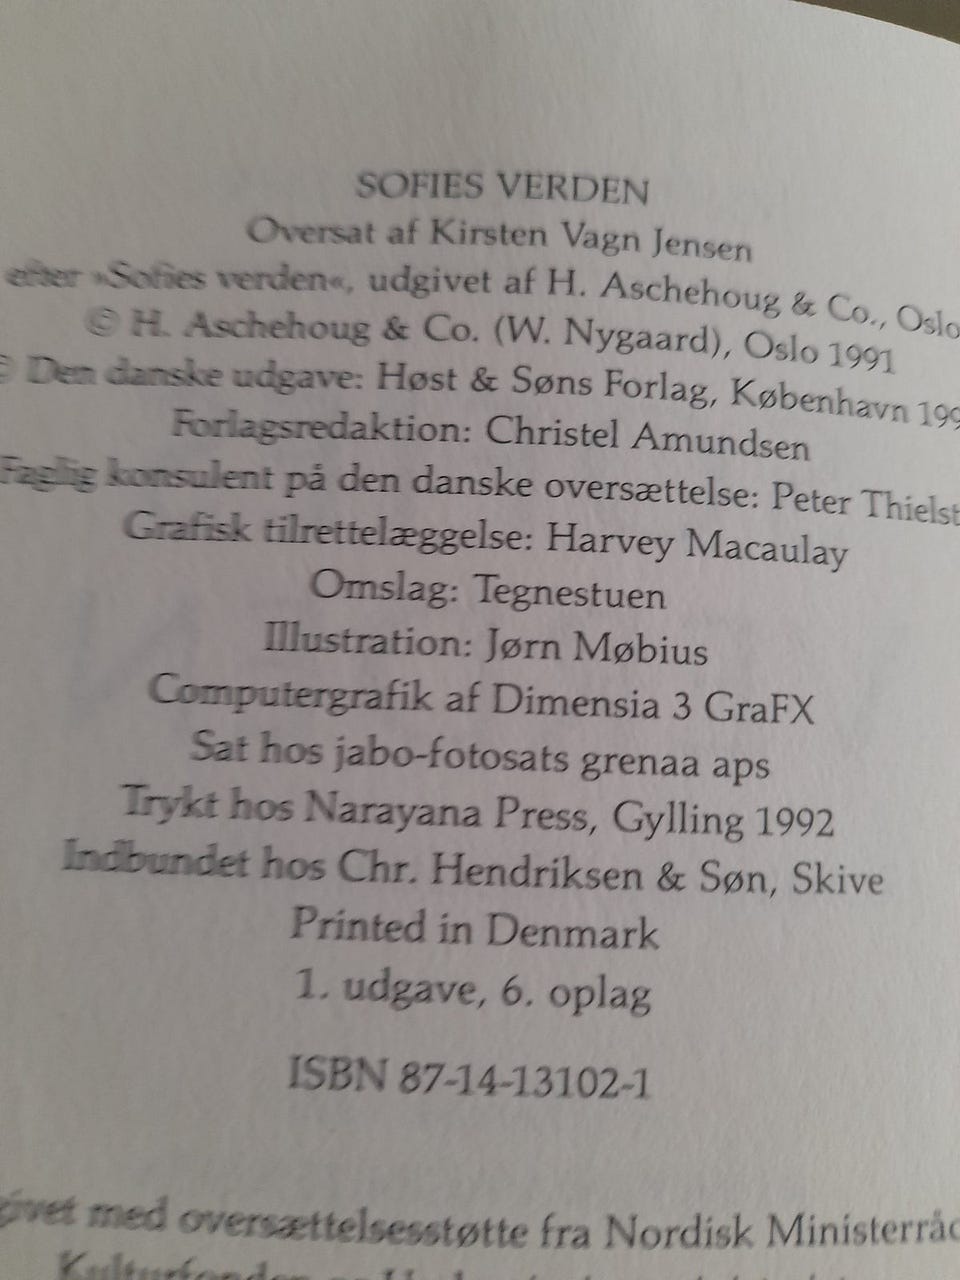 SOFIES VERDEN
Oversat af Kirsten Vagn Jensen
efter »Sofies verden«, udgivet af H. Aschehoug & Co., Oslo
© H. Aschehoug & Co. (W. Nygaard), Oslo 1991
© Den danske udgave: Høst & Søns Forlag, København 199
Forlagsredaktion: Christel Amundsen
Faglig konsulent på den danske oversættelse: Peter Thielst
Grafisk tilrettelæggelse: Harvey Macaulay
Omslag: Tegnestuen
Illustration: Jørn Møbius
Computergrafik af Dimensia 3 GraFX
Sat hos jabo-fotosats grenaa aps
Trykt hos Narayana Press, Gylling 1992
Indbundet hos Chr. Hendriksen & Søn, Skive
Printed in Denmark
1. udgave, 6. oplag
ISBN 87-14-13102-1
givet med oversættelsesstøtte fra Nordisk Ministerråd